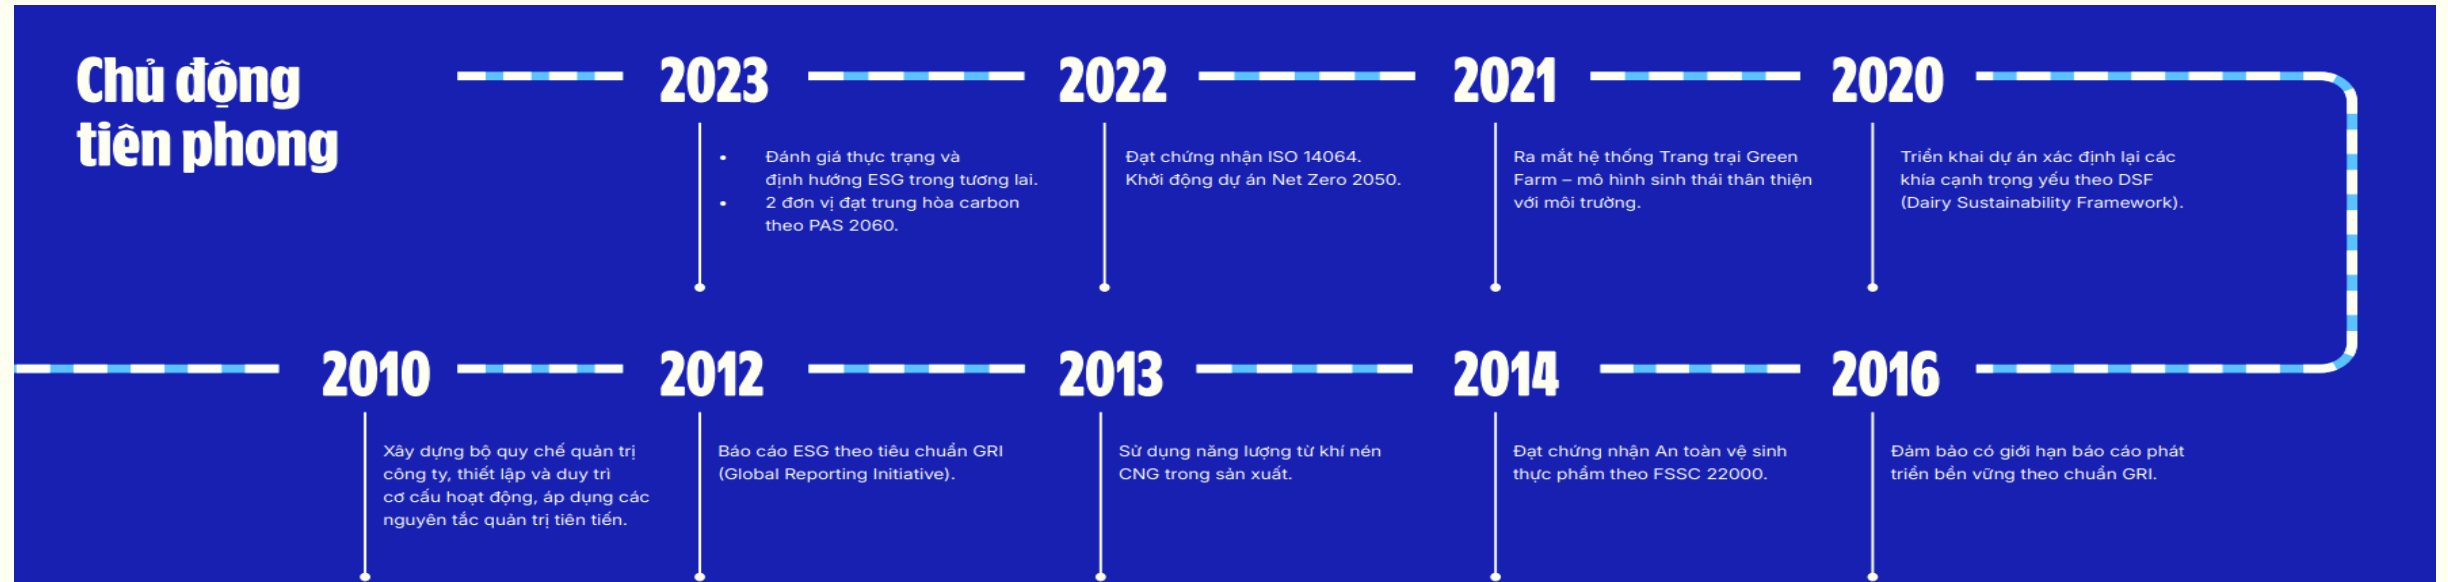 Chủ động
tiên phong
2023
• Đánh giá thực trạng và
định hướng ESG trong tương lai.
• 2 đơn vị đạt trung hòa carbon
theo PAS 2060.
2022
Đạt chứng nhận ISO 14064.
Khởi động dự án Net Zero 2050.
2021
Ra mắt hệ thống Trang trại Green
Farm – mô hình sinh thái thân thiện
với môi trường.
2020
Triển khai dự án xác định lại các
khía cạnh trọng yếu theo DSF
(Dairy Sustainability Framework).
2010
Xây dựng bộ quy chế quản trị
công ty, thiết lập và duy trì
cơ cấu hoạt động, áp dụng các
nguyên tắc quản trị tiên tiến.
2012
Báo cáo ESG theo tiêu chuẩn GRI
(Global Reporting Initiative).
2013
Sử dụng năng lượng từ khí nén
CNG trong sản xuất.
2014
Đạt chứng nhận An toàn vệ sinh
thực phẩm theo FSSC 22000.
2016
Đảm bảo có giới hạn báo cáo phát
triển bền vững theo chuẩn GRI.